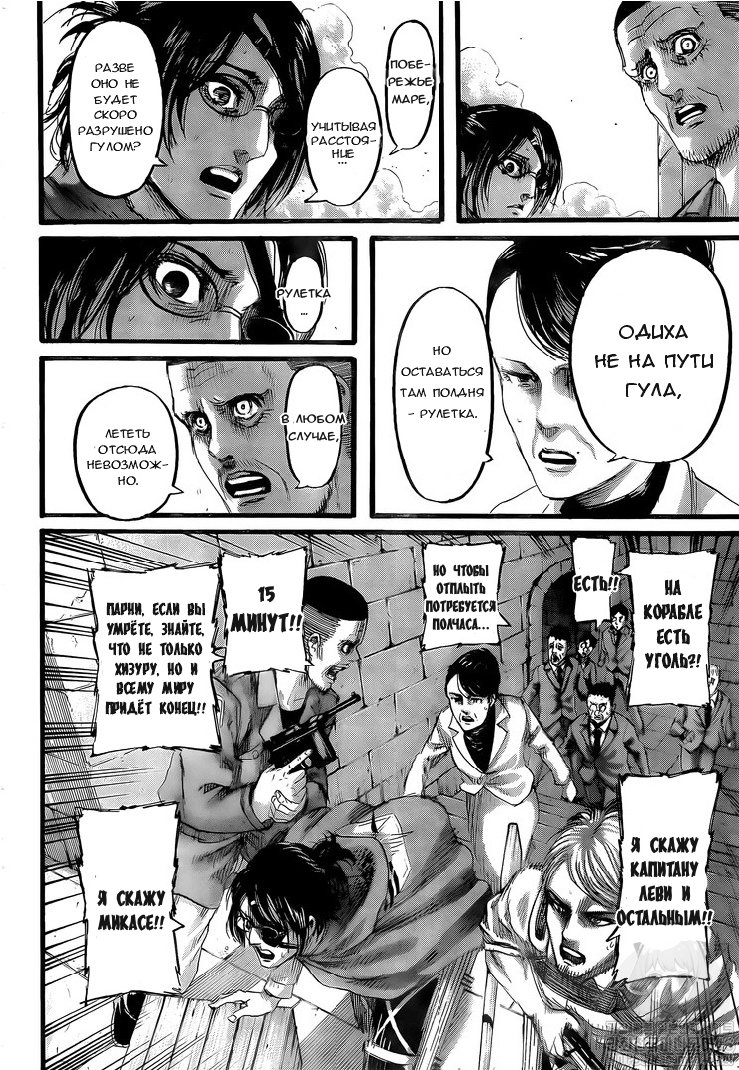 ПОБЕ-
РЕЖЬЕ
МАРЕ,
УЧИТЫВАЯ
РАССТОЯ-
НИЕ
...
РАЗВЕ
ОНО НЕ
БУДЕТ
СКОРО
РАЗРУШЕНО
ГУЛОМ?
ОДИХА
НЕ НА ПУТИ
ГУЛА,
НО
ОСТАВАТЬСЯ
ТАМ ПОЛДНЯ
- РУЛЕТКА.
РУЛЕТКА
...
В ЛЮБОМ
СЛУЧАЕ,
ЛЕТЕТЬ
ОТСЮДА
НЕВОЗМОЖ-
НО.
НА
КОРАБЛЕ
ЕСТЬ
УГОЛЬ?!
ЕСТЬ!!
НО ЧТОБЫ
ОТПЛЫТЬ
ПОТРЕБУЕТСЯ
ПОЛЧАСА...
15
МИНУТ!!
ПАРНИ, ЕСЛИ ВЫ
УМРЁТЕ, ЗНАЙТЕ,
ЧТО НЕ ТОЛЬКО
ХИЗУРУ, НО И
ВСЕМУ МИРУ
ПРИДЁТ КОНЕЦ!!
Я СКАЖУ
КАПИТАНУ
ЛЕВИ И
ОСТАЛЬНЫМ!!
Я СКАЖУ
МИКАСЕ!!